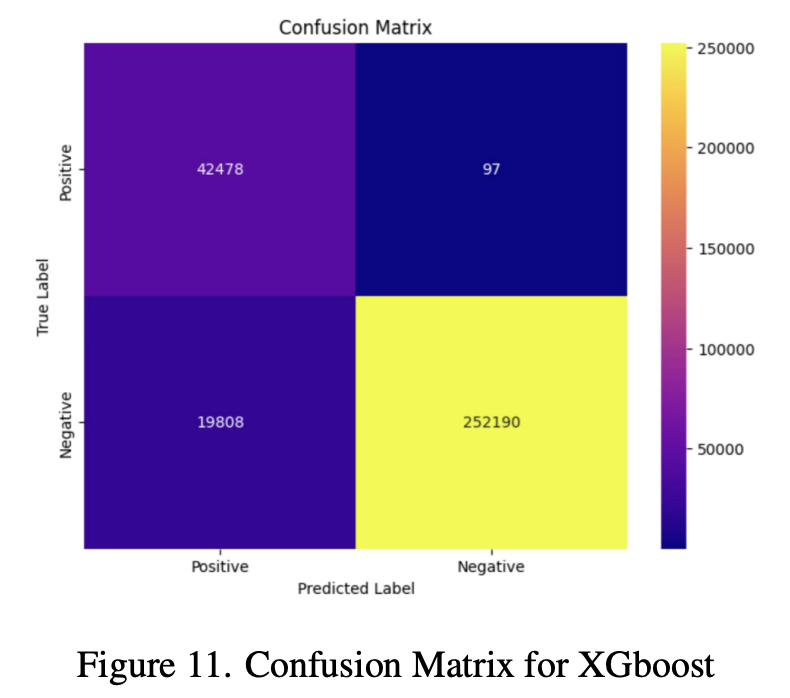 Confusion Matrix
Positive
42478
97
True Label
Negative
19808
252190
Positive
Negative
Predicted Label
250000
200000
150000
100000
50000
Figure 11. Confusion Matrix for XGboost